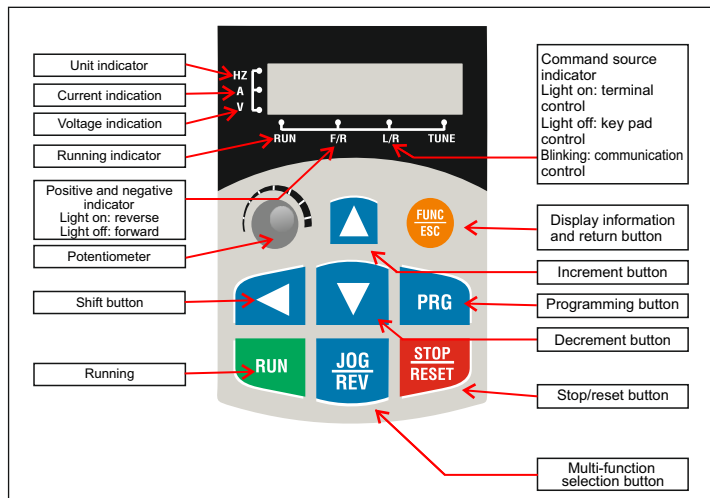 Unit indicator
Current indication
Voltage indication
Running indicator
Positive and negative
indicator
Light on: reverse
Light off: forward
Potentiometer
Shift button
Running
HZ
A
V
RUN F/R L/R TUNE
FUNC
ESC
PRG
RUN
JOG
REV
STOP
RESET
Command source
indicator
Light on: terminal
control
Light off: key pad
control
Blinking: communication
control
Display information
and return button
Increment button
Programming button
Decrement button
Stop/reset button
Multi-function
selection button